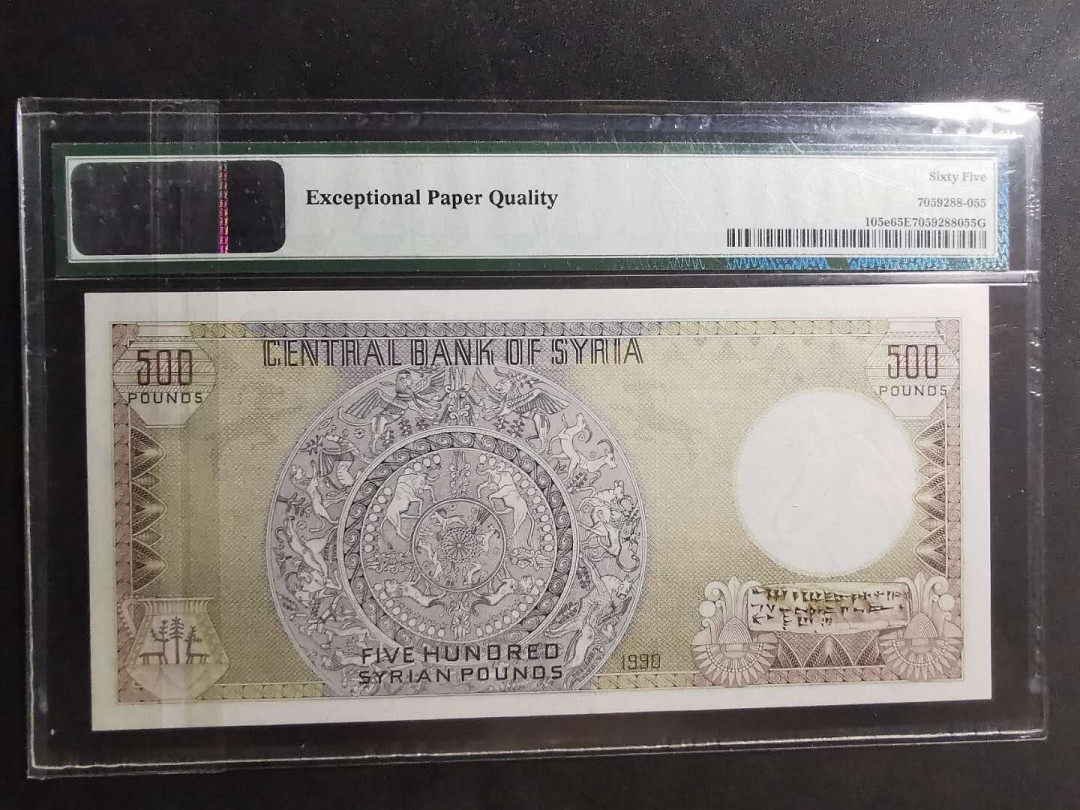 Exceptional Paper Quality
Sixty Five
7059288-055
105e65E7059288055G
500
POUNDS
CENTRAL BANK OF SYRIA
500
POUNDS
FIVE HUNDRED
SYRIAN POUNDS
1990